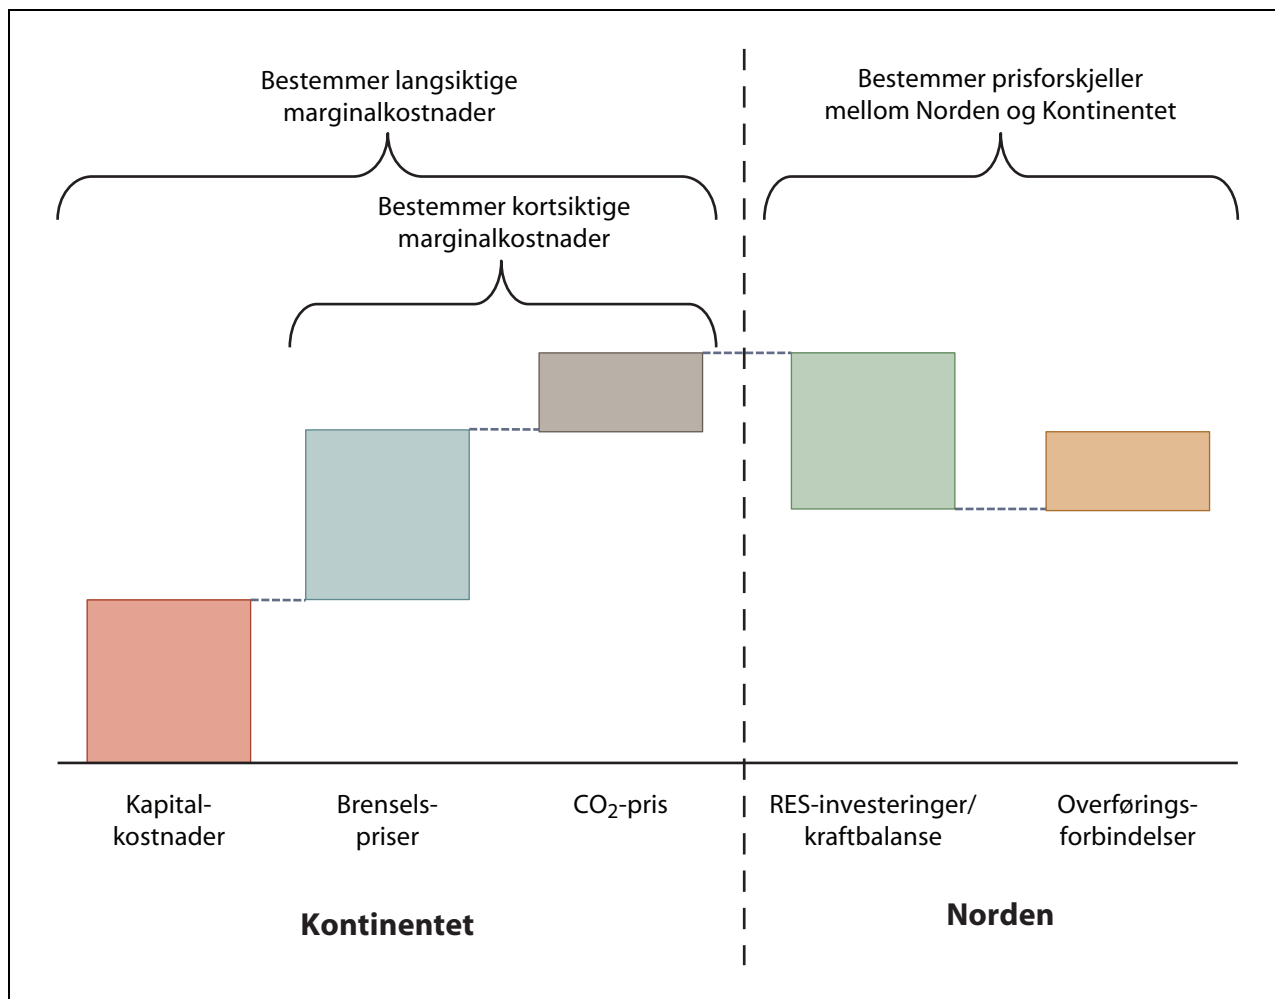 Bestemmer langsiktige
marginalkostnader
Bestemmer prisforskjeller
mellom Norden og Kontinentet
Bestemmer kortsiktige
marginalkostnader
Kapital-
kostnader
Brensels-
priser
CO₂-pris
RES-investeringer/
kraftbalanse
Overførings-
forbindelser
Kontinentet
Norden